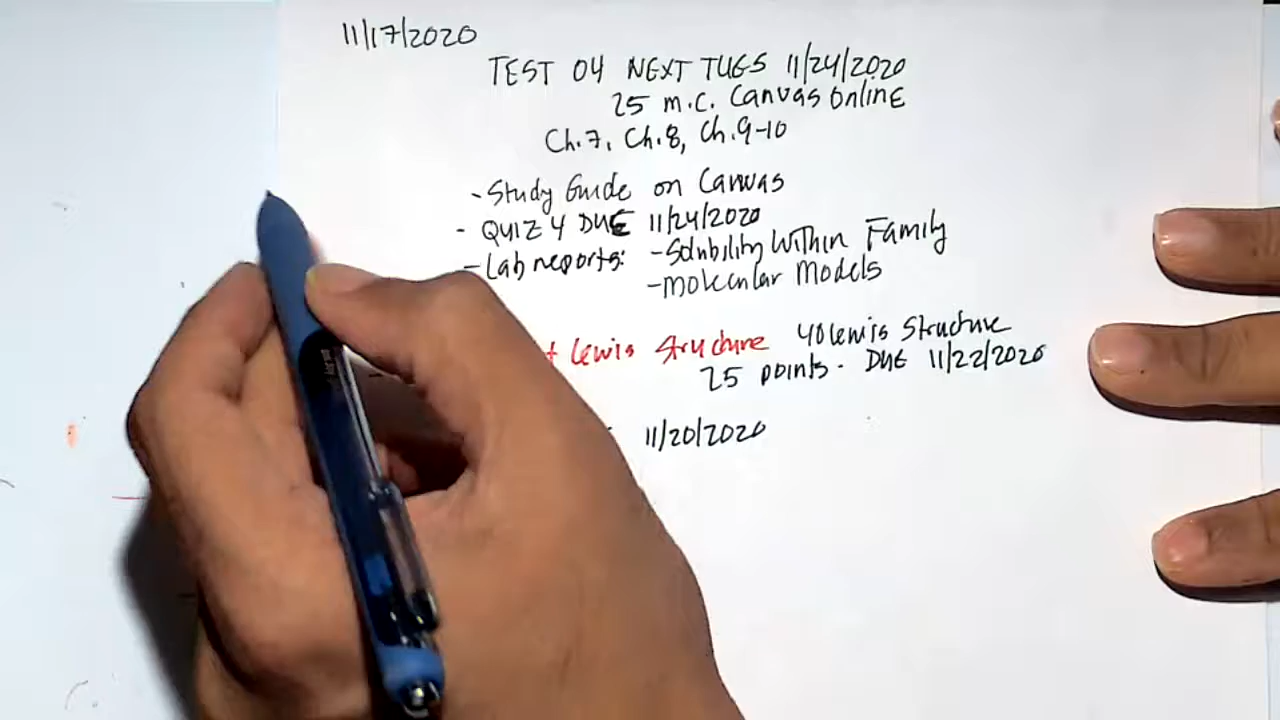 11/17/2020
TEST 04 NEXT TUES 11/24/2020
25 m.c. Canvas Online
Ch.7, Ch.8, Ch.9-10
- Study Guide on Canvas
- QUIZ 4 DUE 11/24/2020
- Lab reports: - Solubility Within Family
- Molecular Models
Lewis Structure 40 Lewis Structure
25 points. DUE 11/22/2020
11/20/2020